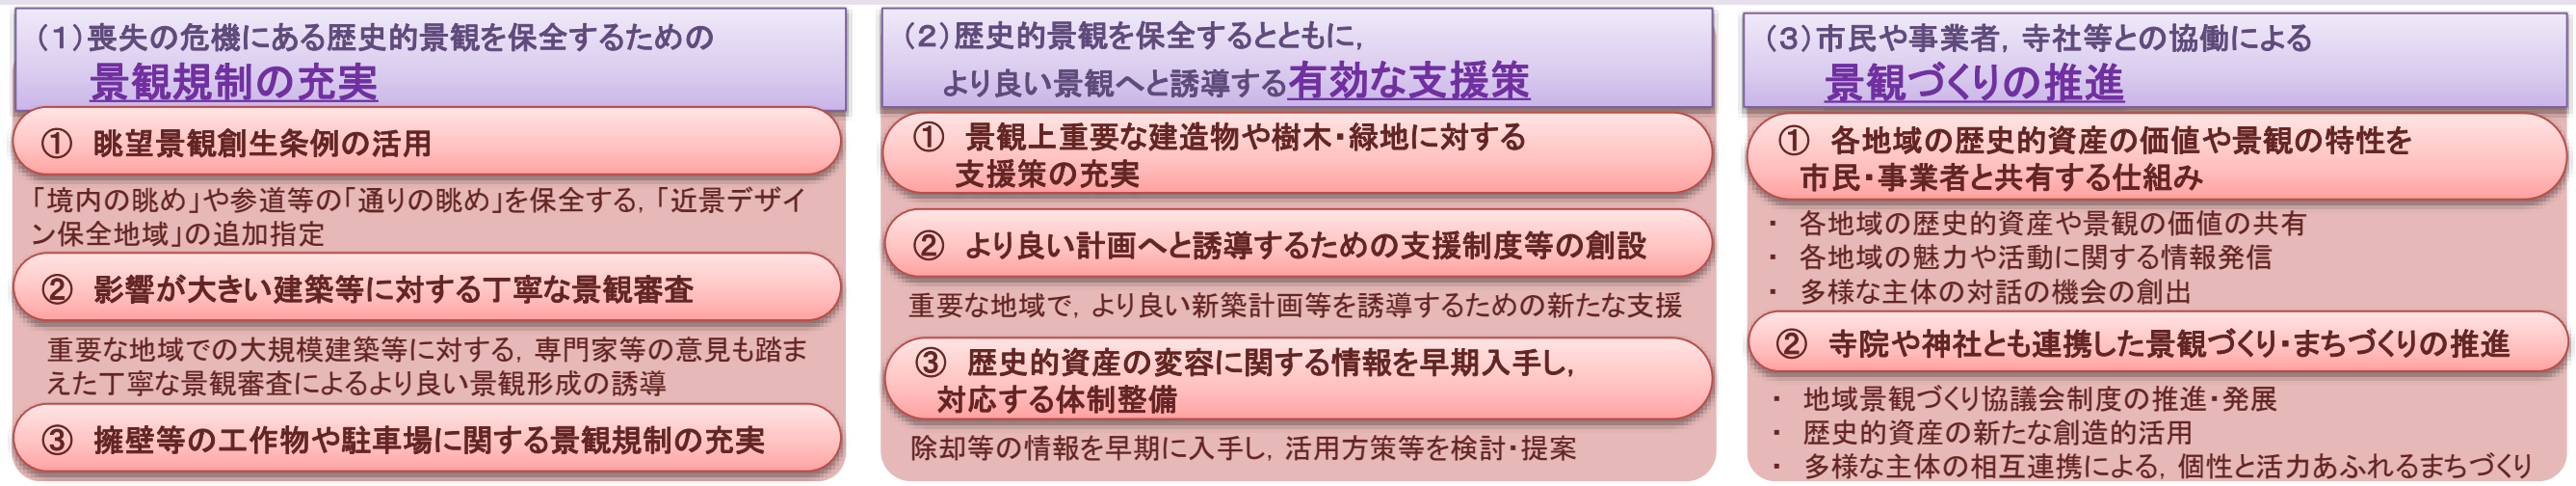 （１）喪失の危機にある歴史的景観を保全するための
景観規制の充実
① 眺望景観創生条例の活用
「境内の眺め」や参道等の「通りの眺め」を保全する，「近景デザイ
ン保全地域」の追加指定
② 影響が大きい建築等に対する丁寧な景観審査
重要な地域での大規模建築等に対する，専門家等の意見も踏ま
えた丁寧な景観審査によるより良い景観形成の誘導
③ 擁壁等の工作物や駐車場に関する景観規制の充実
（２）歴史的景観を保全するとともに，
より良い景観へと誘導する有効な支援策
① 景観上重要な建造物や樹木・緑地に対する
支援策の充実
② より良い計画へと誘導するための支援制度等の創設
重要な地域で，より良い新築計画等を誘導するための新たな支援
③ 歴史的資産の変容に関する情報を早期入手し，
対応する体制整備
除却等の情報を早期に入手し，活用方策等を検討・提案
（３）市民や事業者，寺社等との協働による
景観づくりの推進
① 各地域の歴史的資産の価値や景観の特性を
市民・事業者と共有する仕組み
・ 各地域の歴史的資産や景観の価値の共有
・ 各地域の魅力や活動に関する情報発信
・ 多様な主体の対話の機会の創出
② 寺院や神社とも連携した景観づくり・まちづくりの推進
・ 地域景観づくり協議会制度の推進・発展
・ 歴史的資産の新たな創造的活用
・ 多様な主体の相互連携による，個性と活力あふれるまちづくり